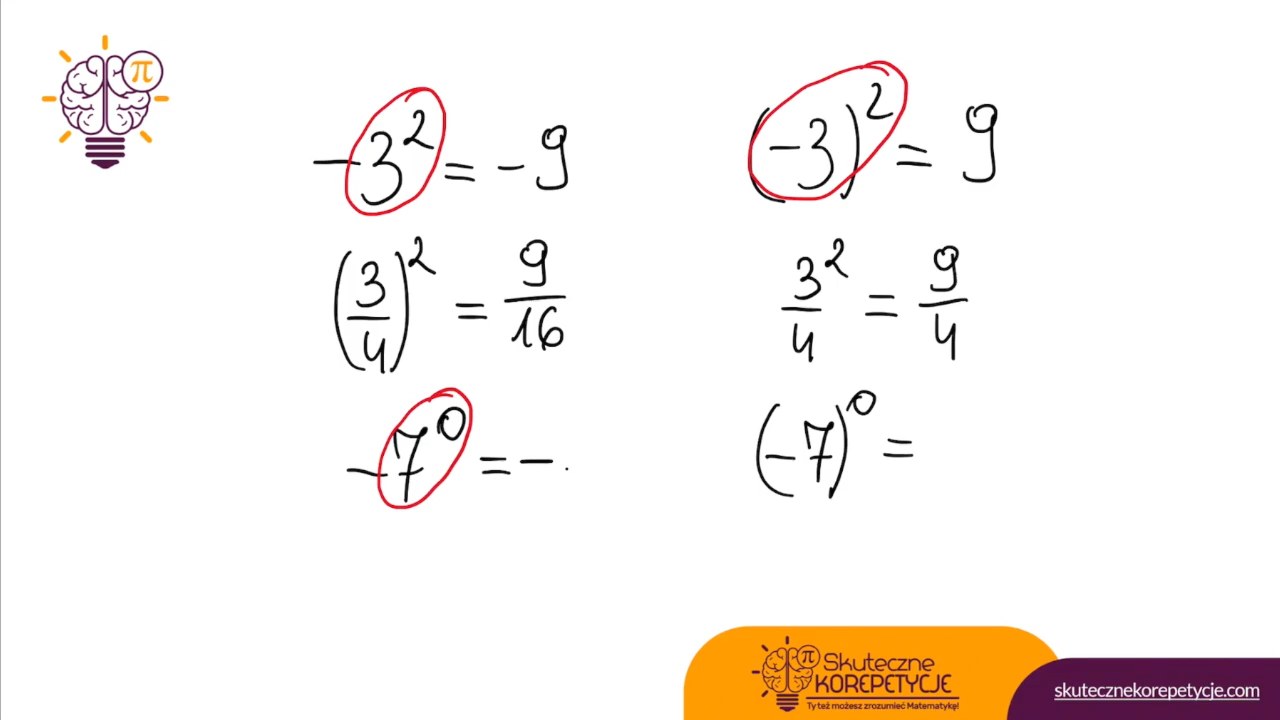 π
-3² = -9
(-3)² = 9
(3/4)² = 9/16
3²/4 = 9/4
-7⁰ = -
(-7)⁰ =
π
Skuteczne
KOREPETYCJE
Ty też możesz zrozumieć Matematykę!
skutecznekorepetycje.com